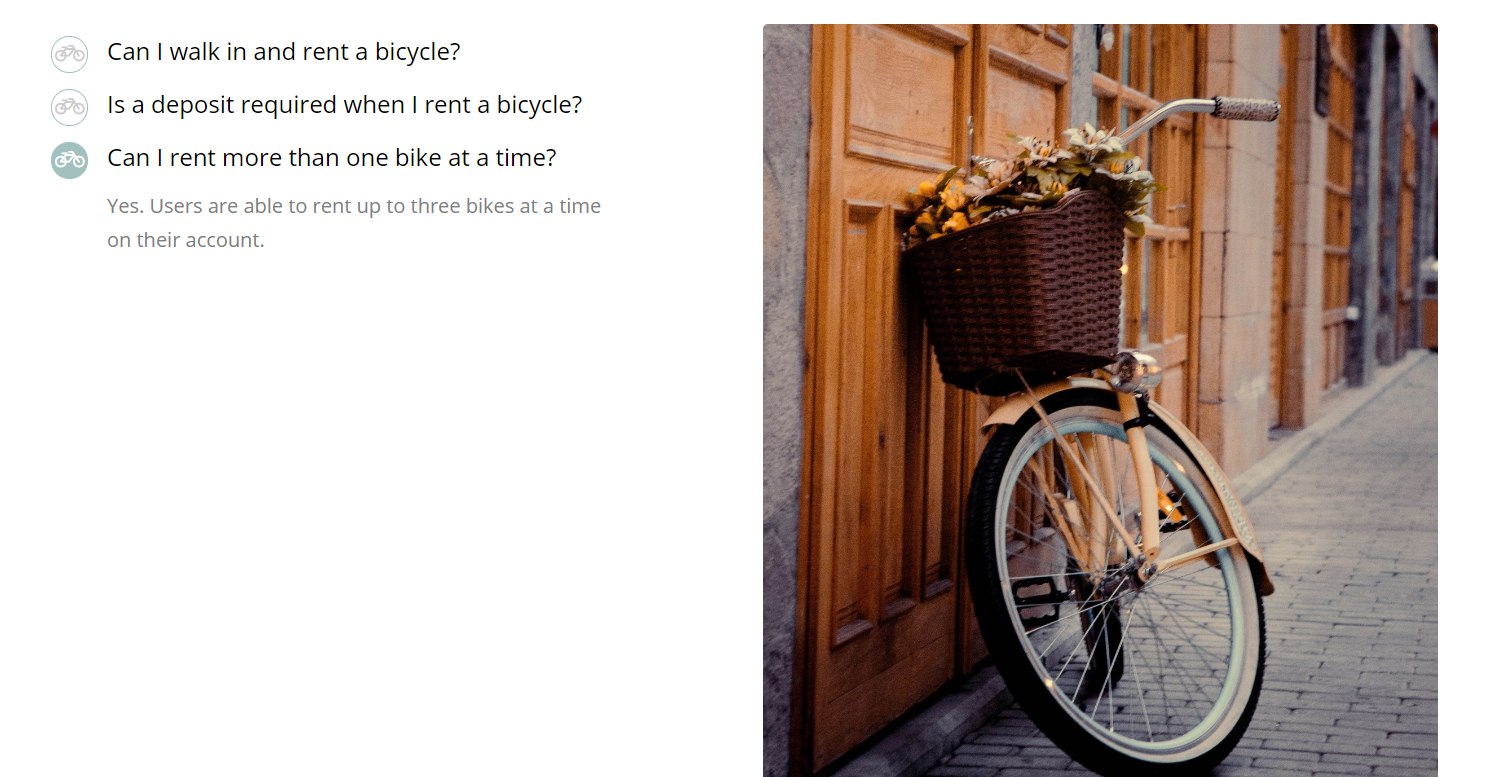 Can I walk in and rent a bicycle?
Is a deposit required when I rent a bicycle?
Can I rent more than one bike at a time?
Yes. Users are able to rent up to three bikes at a time
on their account.